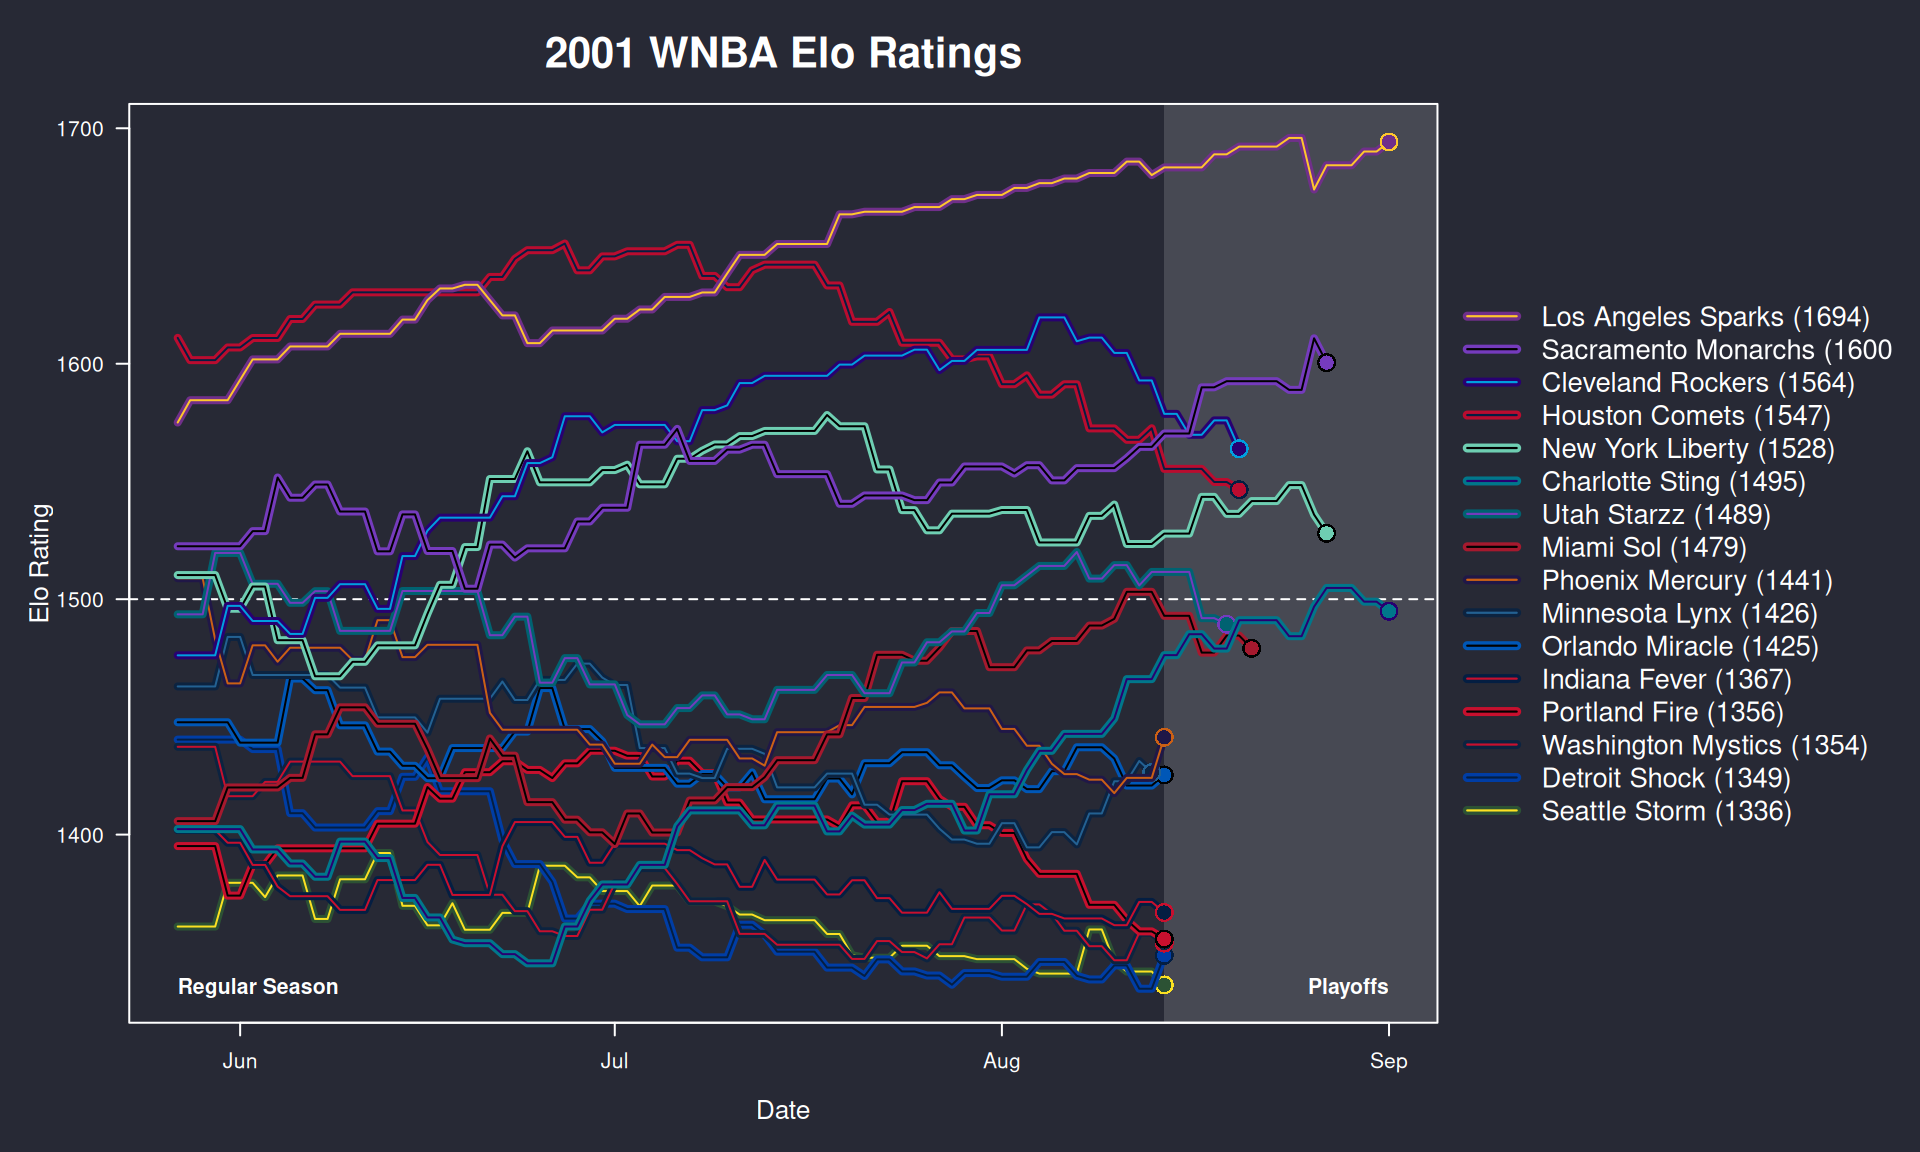 2001 WNBA Elo Ratings
1700
1600
1500
1400
Elo Rating
Regular Season
Playoffs
Jun
Jul
Aug
Sep
Date
Los Angeles Sparks (1694)
Sacramento Monarchs (1600
Cleveland Rockers (1564)
Houston Comets (1547)
New York Liberty (1528)
Charlotte Sting (1495)
Utah Starzz (1489)
Miami Sol (1479)
Phoenix Mercury (1441)
Minnesota Lynx (1426)
Orlando Miracle (1425)
Indiana Fever (1367)
Portland Fire (1356)
Washington Mystics (1354)
Detroit Shock (1349)
Seattle Storm (1336)